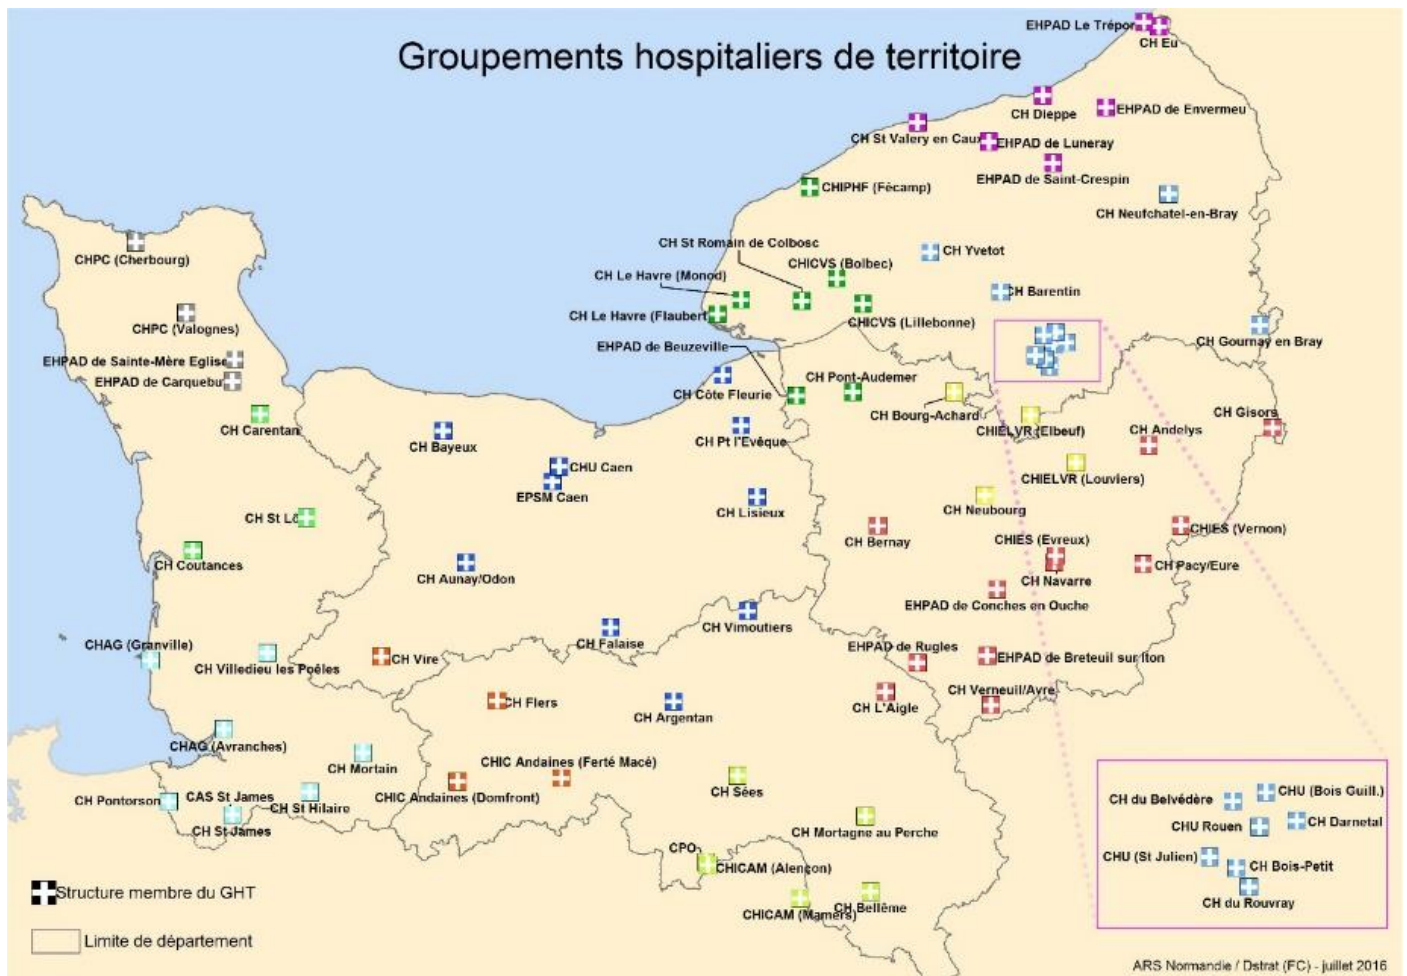 Groupements hospitaliers de territoire
EHPAD Le Trépor
CH Eu
CH Dieppe
EHPAD de Envermeu
CH St Valery en Caux
EHPAD de Luneray
EHPAD de Saint-Crespin
CHIPHF (Fécamp)
CH Neufchatel-en-Bray
CHPC (Cherbourg)
CH St Romain de Colbosc
CH Yvetot
CHICVS (Bolbec)
CH Le Havre (Monod)
CH Barentin
CHPC (Valognes)
CH Le Havre (Flaubert
CHICVS (Lillebonne)
CH Gournay en Bray
EHPAD de Beuzeville
EHPAD de Sainte-Mère Eglise
EHPAD de Carquebu
CH Pont-Audemer
CH Côte Fleurie
CH Bourg-Achard
CH Gisors
CH Carentan
CHIELVR (Elbeuf)
CH Andelys
CH Bayeux
CH Pt l'Evêque
CHU Caen
CHIELVR (Louviers)
EPSM Caen
CH Lisieux
CH Neubourg
CH St Lô
CH Bernay
CHIES (Evreux)
CHIES (Vernon)
CH Coutances
CH Aunay/Odon
CH Navarre
CH Pacy/Eure
EHPAD de Conches en Ouche
CH Vimoutiers
CH Falaise
CHAG (Granville)
CH Villedieu les Poêles
CH Vire
EHPAD de Rugles
EHPAD de Breteuil sur Iton
CH Verneuil/Avre
CH Flers
CH Argentan
CH L'Aigle
CHAG (Avranches)
CH Mortain
CHIC Andaines (Ferté Macé)
CH Sées
CH Pontorson
CAS St James
CH St Hilaire
CHIC Andaines (Domfront)
CH St James
CH Mortagne au Perche
CPO
CHICAM (Alençon)
CHICAM (Mamers)
CH Bellême
CH du Belvédère
CHU (Bois Guill.)
CHU Rouen
CH Darnetal
CHU (St Julien)
CH Bois-Petit
CH du Rouvray
Structure membre du GHT
Limite de département
ARS Normandie / Dstrat (FC) - juillet 2016